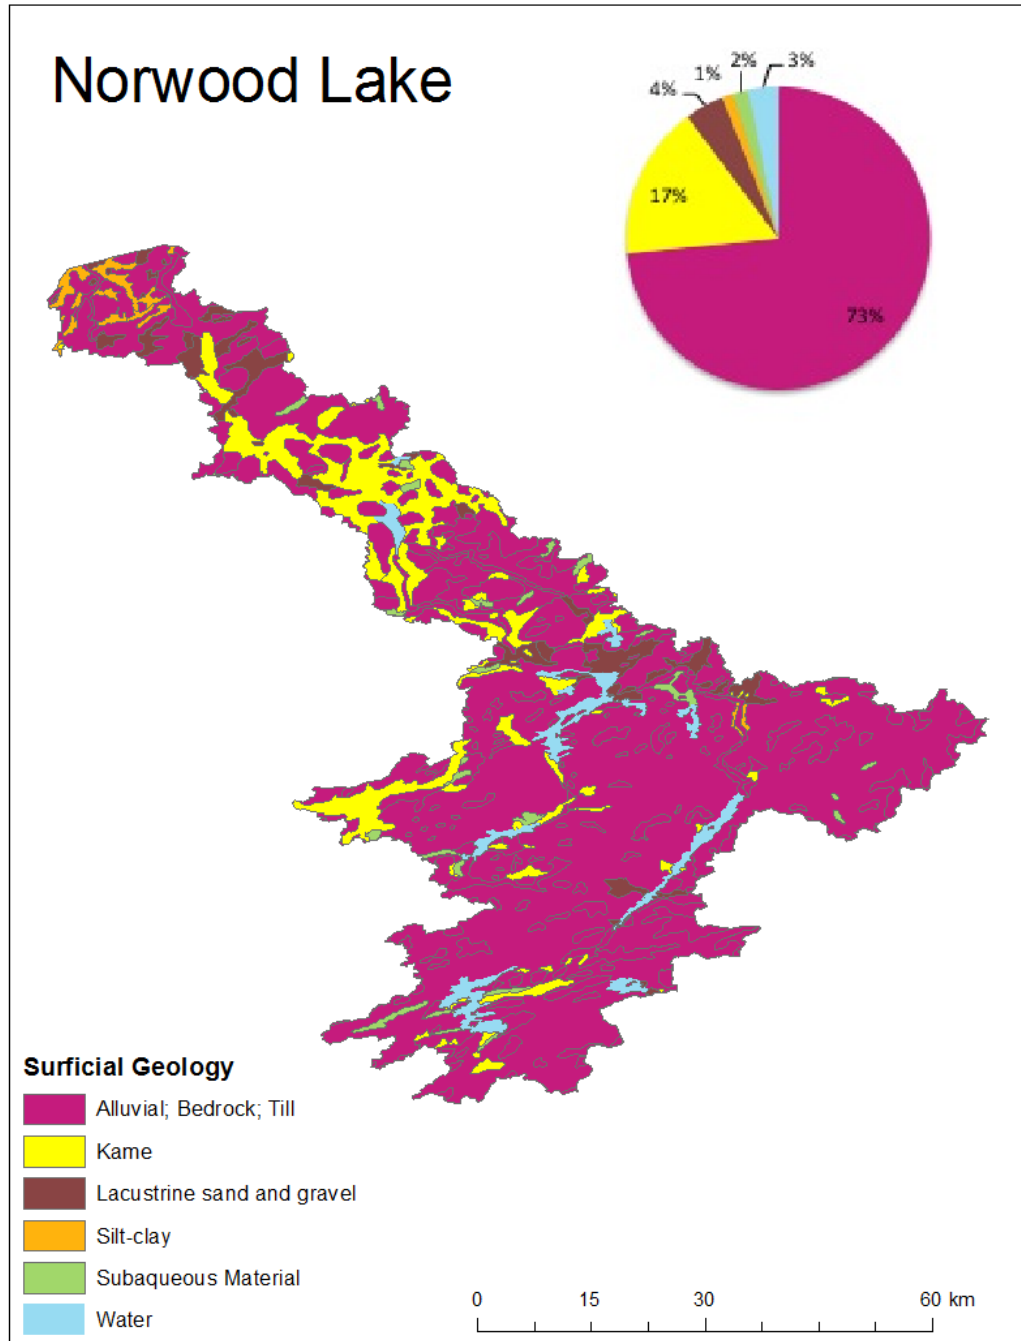 Norwood Lake
1%
2%
3%
4%
17%
73%
Surficial Geology
Alluvial; Bedrock; Till
Kame
Lacustrine sand and gravel
Silt-clay
Subaqueous Material
Water
0 15 30 60 km